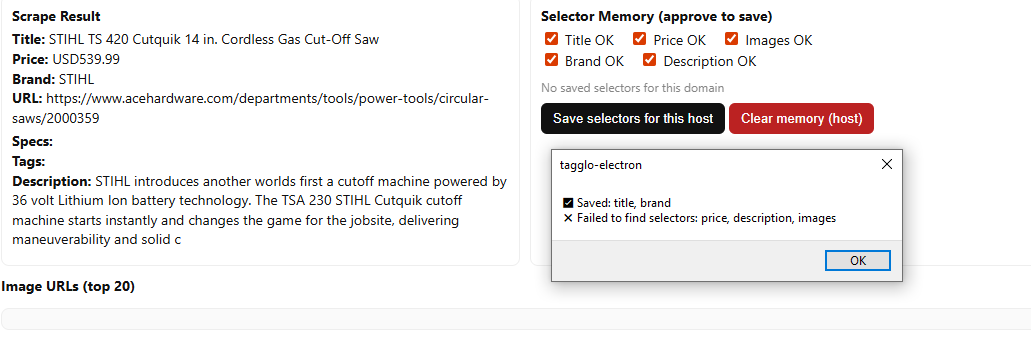 Scrape Result
Title: STIHL TS 420 Cutquik 14 in. Cordless Gas Cut-Off Saw
Price: USD539.99
Brand: STIHL
URL: https://www.acehardware.com/departments/tools/power-tools/circular-
saws/2000359
Specs:
Tags:
Description: STIHL introduces another worlds first a cutoff machine powered by
36 volt Lithium Ion battery technology. The TSA 230 STIHL Cutquik cutoff
machine starts instantly and changes the game for the jobsite, delivering
maneuverability and solid c
Selector Memory (approve to save)
Title OK Price OK Images OK
Brand OK Description OK
No saved selectors for this domain
Save selectors for this host Clear memory (host)
tagglo-electron
Saved: title, brand
Failed to find selectors: price, description, images
OK
Image URLs (top 20)